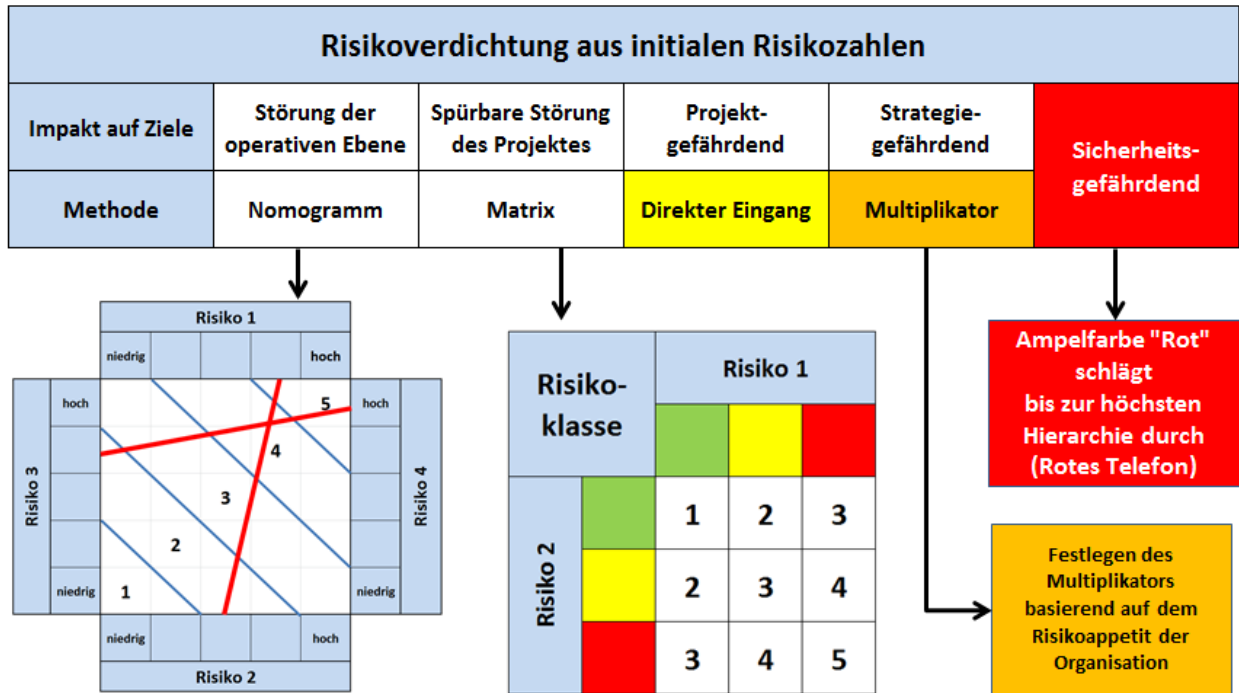 Risikoverdichtung aus initialen Risikozahlen
Impakt auf Ziele
Störung der
operativen Ebene
Spürbare Störung
des Projektes
Projekt-
gefährdend
Strategie-
gefährdend
Sicherheits-
gefährdend
Methode
Nomogramm
Matrix
Direkter Eingang
Multiplikator
Risiko 1
niedrig
hoch
Risiko 3
hoch
niedrig
5
4
3
2
1
hoch
niedrig
Risiko 4
niedrig
hoch
Risiko 2
Risiko-
klasse
Risiko 1
Risiko 2
1 2 3
2 3 4
3 4 5
Ampelfarbe "Rot"
schlägt
bis zur höchsten
Hierarchie durch
(Rotes Telefon)
Festlegen des
Multiplikators
basierend auf dem
Risikoappetit der
Organisation